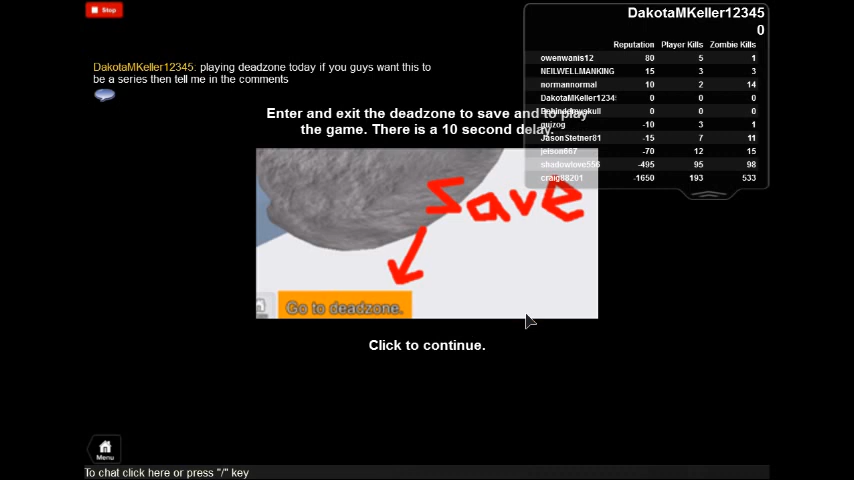 Stop
DakotaMKeller12345
0
DakotaMKeller12345: playing deadzone today if you guys want this to
be a series then tell me in the comments
Enter and exit the deadzone to save and to play
the game. There is a 10 second delay.
Reputation Player Kills Zombie Kills
owenwanis12 80 5 1
NEILWELLMANKING 15 3 3
normannormal 10 2 14
DakotaMKeller1234 0 0 0
0 0 0
-10 3 1
JasonStetner81 -15 7 11
-70 12 15
shadowlove556 -495 95 98
craig88201 -1650 193 533
save
Go to deadzone.
Click to continue.
Menu
To chat click here or press "/" key